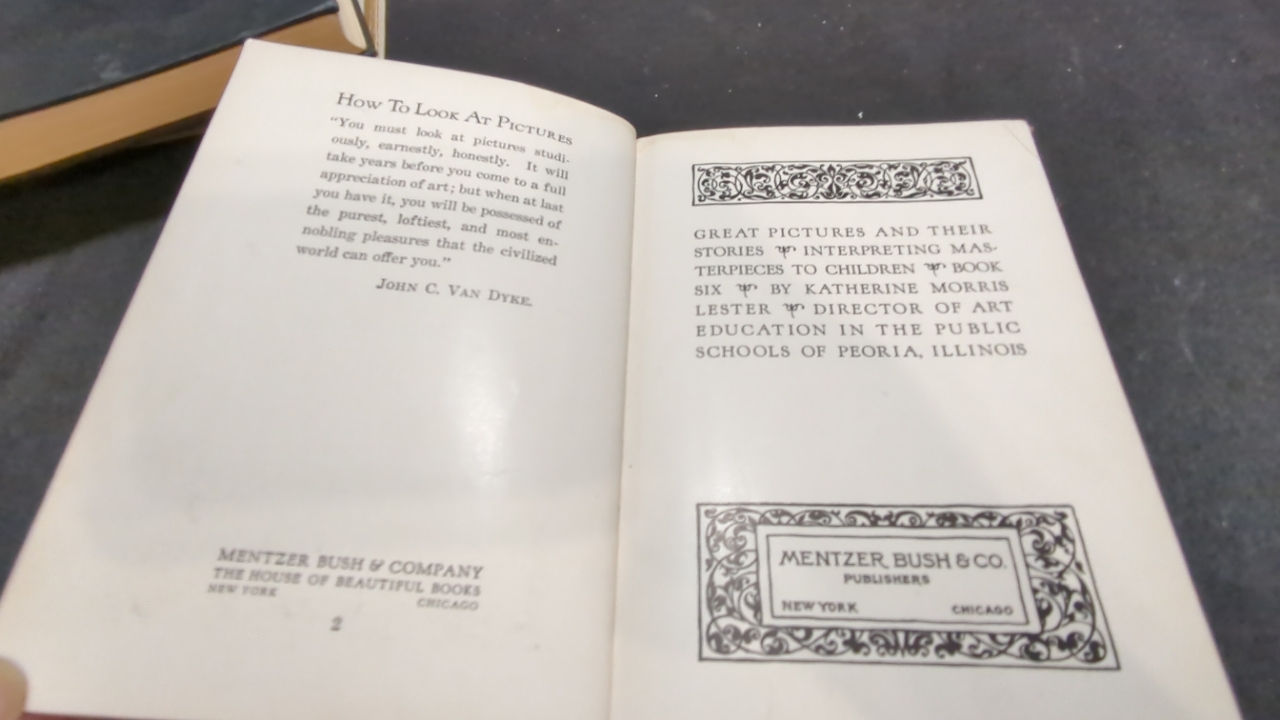 How To Look At Pictures
"You must look at pictures studi-
ously, earnestly, honestly. It will
take years before you come to a full
appreciation of art; but when at last
you have it, you will be possessed of
the purest, loftiest, and most en-
nobling pleasures that the civilized
world can offer you."
John C. Van Dyke.
MENTZER BUSH & COMPANY
THE HOUSE OF BEAUTIFUL BOOKS
NEW YORK CHICAGO
2
GREAT PICTURES AND THEIR
STORIES INTERPRETING MAS-
TERPIECES TO CHILDREN BOOK
SIX BY KATHERINE MORRIS
LESTER DIRECTOR OF ART
EDUCATION IN THE PUBLIC
SCHOOLS OF PEORIA, ILLINOIS
MENTZER, BUSH & CO.
PUBLISHERS
NEW YORK CHICAGO